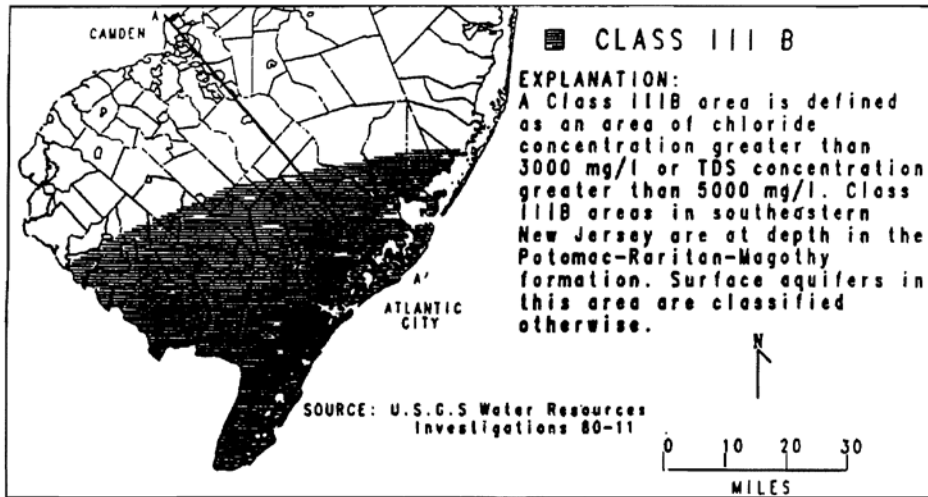 A
CAMDEN
CLASS III B
EXPLANATION:
A Class IIIB area is defined
as an area of chloride
concentration greater than
3000 mg/l or TDS concentration
greater than 5000 mg/l. Class
IIIB areas in southeastern
New Jersey are at depth in the
Potomac-Raritan-Magothy
formation. Surface aquifers in
this area are classified
otherwise.
A'
ATLANTIC
CITY
N
SOURCE: U.S.G.S Water Resources
Investigations 80-11
0 10 20 30
MILES